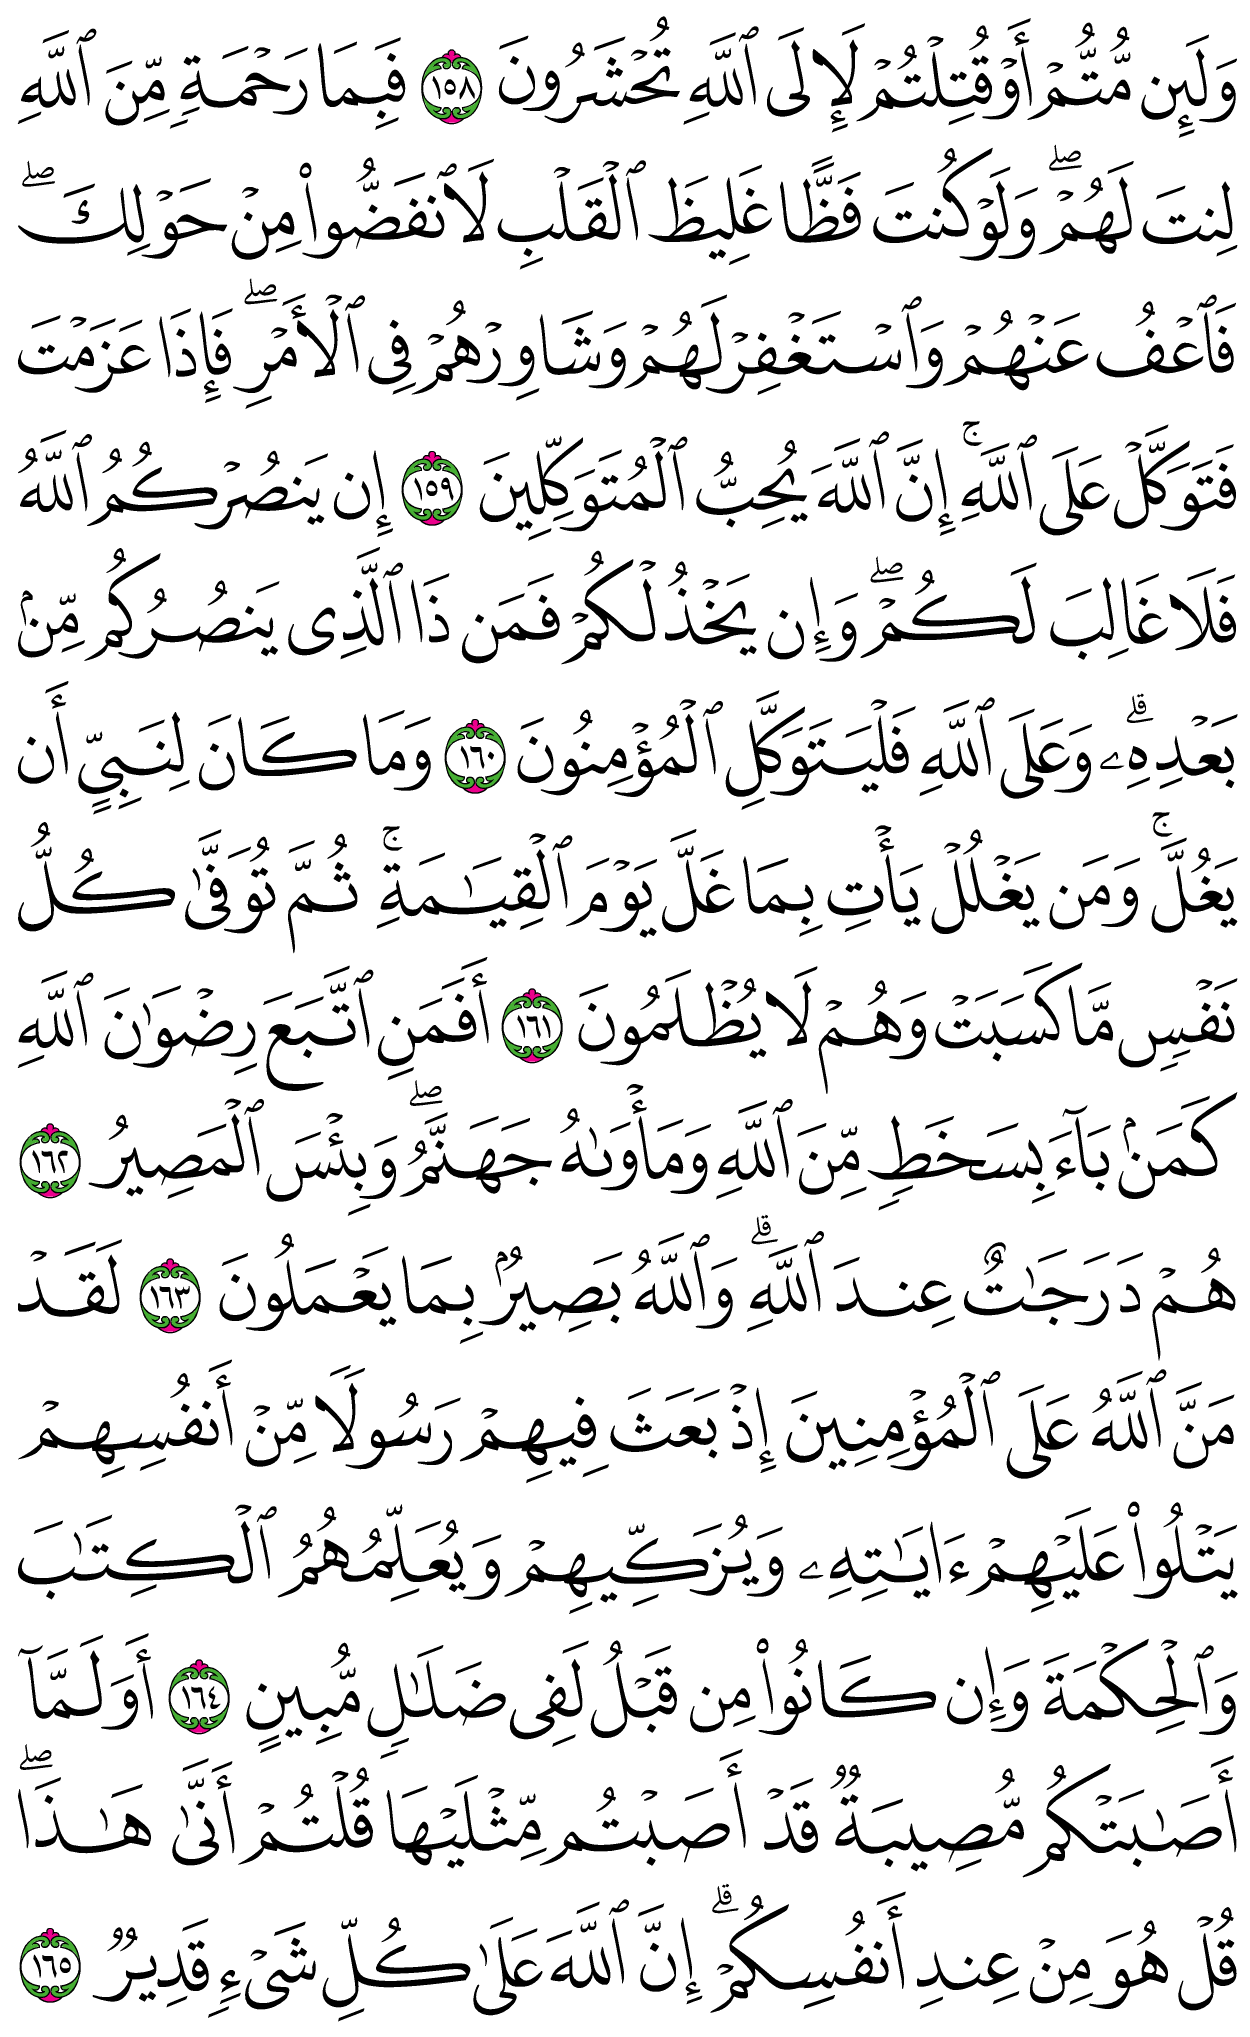 وَلَئِن مُّتُّمْ أَوْ قُتِلْتُمْ لَإِلَى ٱللَّهِ تُحْشَرُونَ ١٥٨ فَبِمَا رَحْمَةٍ مِّنَ ٱللَّهِ
لِنتَ لَهُمْ ۖ وَلَوْ كُنتَ فَظًّا غَلِيظَ ٱلْقَلْبِ لَٱنفَضُّوا۟ مِنْ حَوْلِكَ ۖ
فَٱعْفُ عَنْهُمْ وَٱسْتَغْفِرْ لَهُمْ وَشَاوِرْهُمْ فِى ٱلْأَمْرِ ۖ فَإِذَا عَزَمْتَ
فَتَوَكَّلْ عَلَى ٱللَّهِ ۚ إِنَّ ٱللَّهَ يُحِبُّ ٱلْمُتَوَكِّلِينَ ١٥٩ إِن يَنصُرْكُمُ ٱللَّهُ
فَلَا غَالِبَ لَكُمْ ۖ وَإِن يَخْذُلْكُمْ فَمَن ذَا ٱلَّذِى يَنصُرُكُم مِّنۢ
بَعْدِهِۦ ۗ وَعَلَى ٱللَّهِ فَلْيَتَوَكَّلِ ٱلْمُؤْمِنُونَ ١٦٠ وَمَا كَانَ لِنَبِىٍّ أَن
يَغُلَّ ۚ وَمَن يَغْلُلْ يَأْتِ بِمَا غَلَّ يَوْمَ ٱلْقِيَـٰمَةِ ۚ ثُمَّ تُوَفَّىٰ كُلُّ
نَفْسٍ مَّا كَسَبَتْ وَهُمْ لَا يُظْلَمُونَ ١٦١ أَفَمَنِ ٱتَّبَعَ رِضْوَٰنَ ٱللَّهِ
كَمَنۢ بَآءَ بِسَخَطٍ مِّنَ ٱللَّهِ وَمَأْوَىٰهُ جَهَنَّمُ ۖ وَبِئْسَ ٱلْمَصِيرُ ١٦٢
هُمْ دَرَجَـٰتٌ عِندَ ٱللَّهِ ۗ وَٱللَّهُ بَصِيرٌۢ بِمَا يَعْمَلُونَ ١٦٣ لَقَدْ
مَنَّ ٱللَّهُ عَلَى ٱلْمُؤْمِنِينَ إِذْ بَعَثَ فِيهِمْ رَسُولًا مِّنْ أَنفُسِهِمْ
يَتْلُوا۟ عَلَيْهِمْ ءَايَـٰتِهِۦ وَيُزَكِّيهِمْ وَيُعَلِّمُهُمُ ٱلْكِتَـٰبَ
وَٱلْحِكْمَةَ وَإِن كَانُوا۟ مِن قَبْلُ لَفِى ضَلَـٰلٍ مُّبِينٍ ١٦٤ أَوَلَمَّآ
أَصَـٰبَتْكُم مُّصِيبَةٌ قَدْ أَصَبْتُم مِّثْلَيْهَا قُلْتُمْ أَنَّىٰ هَـٰذَا ۖ
قُلْ هُوَ مِنْ عِندِ أَنفُسِكُمْ ۗ إِنَّ ٱللَّهَ عَلَىٰ كُلِّ شَىْءٍ قَدِيرٌ ١٦٥